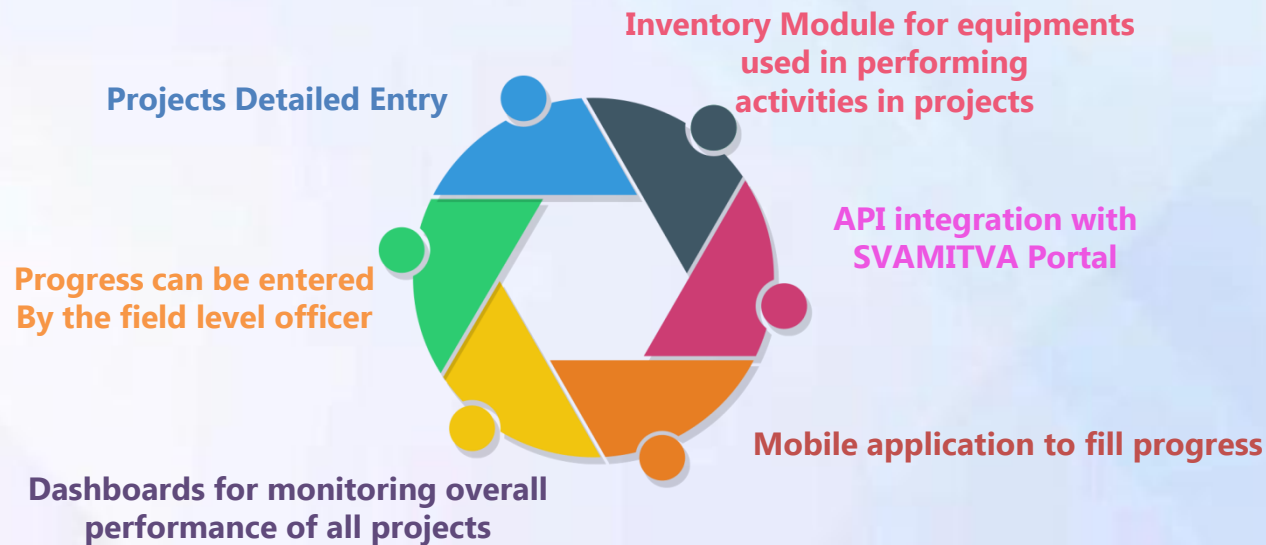 Inventory Module for equipments
used in performing
activities in projects
Projects Detailed Entry
API integration with
SVAMITVA Portal
Progress can be entered
By the field level officer
Mobile application to fill progress
Dashboards for monitoring overall
performance of all projects